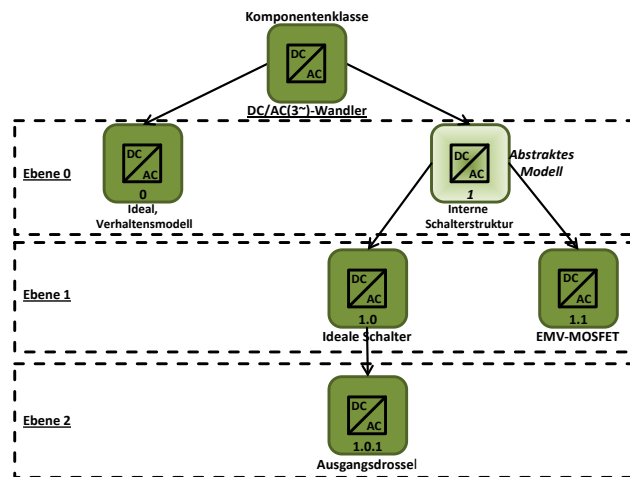 Komponentenklasse
DC
AC
DC/AC(3~)-Wandler
Ebene 0
DC
AC
0
Ideal,
Verhaltensmodell
DC
AC
1
Interne
Schalterstruktur
Abstraktes
Modell
Ebene 1
DC
AC
1.0
Ideale Schalter
DC
AC
1.1
EMV-MOSFET
Ebene 2
DC
AC
1.0.1
Ausgangsdrossel